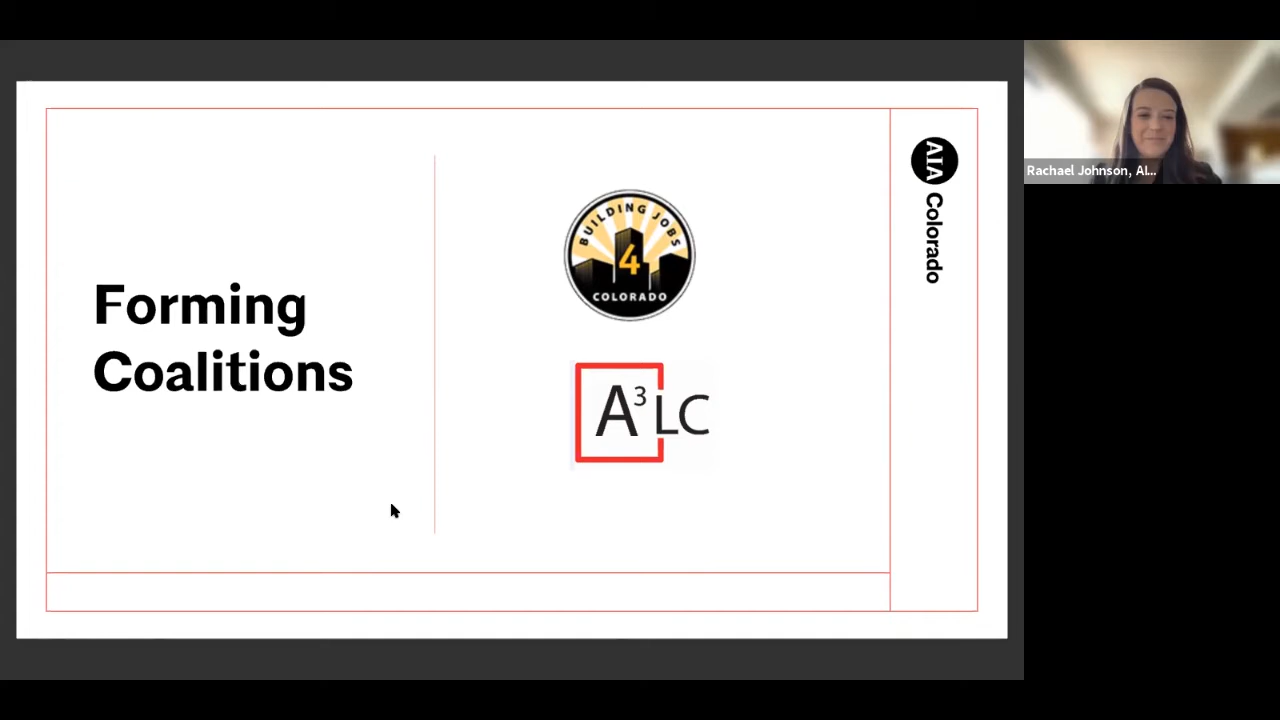 Forming
Coalitions
BUILDING JOBS
4
COLORADO
A³LC
AIA Colorado
Rachael Johnson, AI...